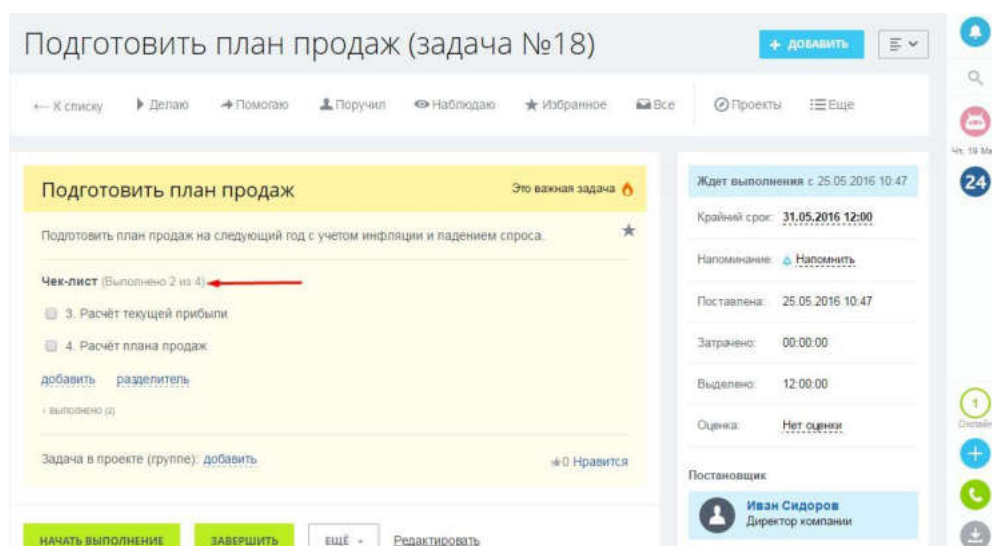 Подготовить план продаж (задача №18)
+ ДОБАВИТЬ
← К списку Делаю Помогаю Поручил Наблюдаю Избранное Все Проекты Еще
Чт, 19 Ма
24
Подготовить план продаж
Это важная задача
Подготовить план продаж на следующий год с учетом инфляции и падением спроса.
Чек-лист (Выполнено 2 из 4)
3. Расчёт текущей прибыли
4. Расчёт плана продаж
добавить разделитель
ВЫПОЛНЕНО (2)
Задача в проекте (группе): добавить
0 Нравится
НАЧАТЬ ВЫПОЛНЕНИЕ ЗАВЕРШИТЬ ЕЩЁ Редактировать
Ждет выполнения с 25.05.2016 10:47
Крайний срок: 31.05.2016 12:00
Напоминание: Напомнить
Поставлена: 25.05.2016 10:47
Затрачено: 00:00:00
Выделено: 12:00:00
Оценка: Нет оценки
Постановщик
Иван Сидоров
Директор компании
1
Онлайн